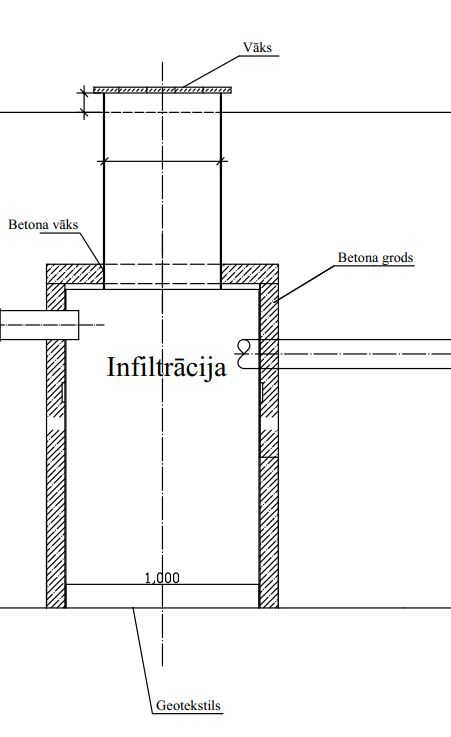 Vāks
Betona vāks
Betona grods
Infiltrācija
1,000
Geotekstils